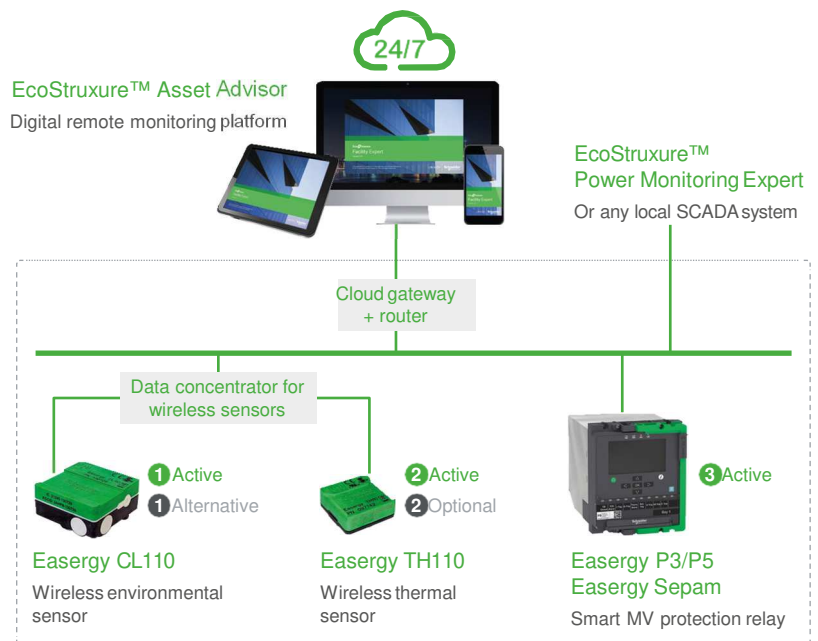 24/7
EcoStruxure™ Asset Advisor
Digital remote monitoring platform
Facility Expert
EcoStruxure™
Power Monitoring Expert
Or any local SCADA system
Cloud gateway
+ router
Data concentrator for
wireless sensors
1 Active
1 Alternative
2 Active
2 Optional
3 Active
Easergy CL110
Wireless environmental
sensor
Easergy TH110
Wireless thermal
sensor
Easergy P3/P5
Easergy Sepam
Smart MV protection relay